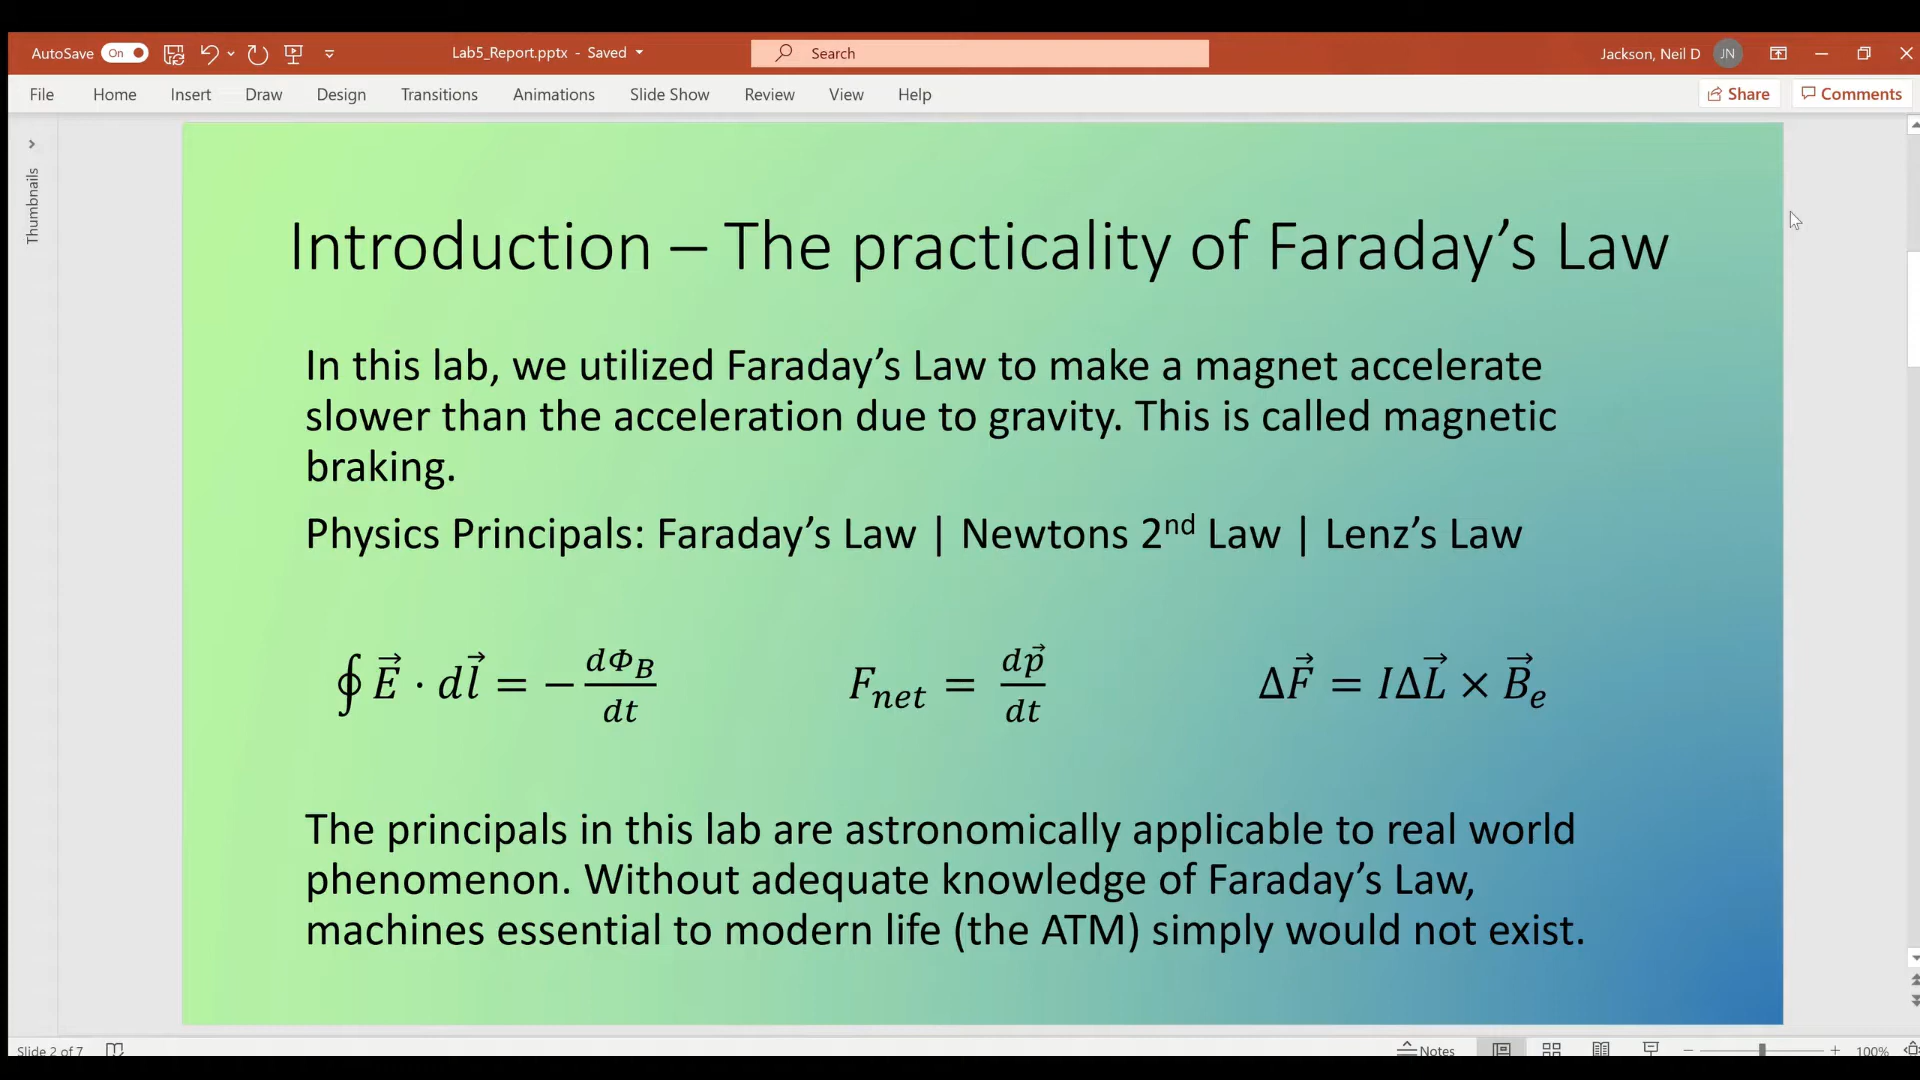 AutoSave On Lab5_Report.pptx - Saved Search Jackson, Neil D JN
File Home Insert Draw Design Transitions Animations Slide Show Review View Help Share Comments
Thumbnails
Introduction – The practicality of Faraday’s Law
In this lab, we utilized Faraday’s Law to make a magnet accelerate
slower than the acceleration due to gravity. This is called magnetic
braking.
Physics Principals: Faraday’s Law | Newtons 2nd Law | Lenz’s Law
∮ E⃗ · dl⃗ = − dΦ_B/dt F_net = dp⃗/dt ΔF⃗ = IΔL⃗ × B⃗_e
The principals in this lab are astronomically applicable to real world
phenomenon. Without adequate knowledge of Faraday’s Law,
machines essential to modern life (the ATM) simply would not exist.
Slide 2 of 7 Notes 100%